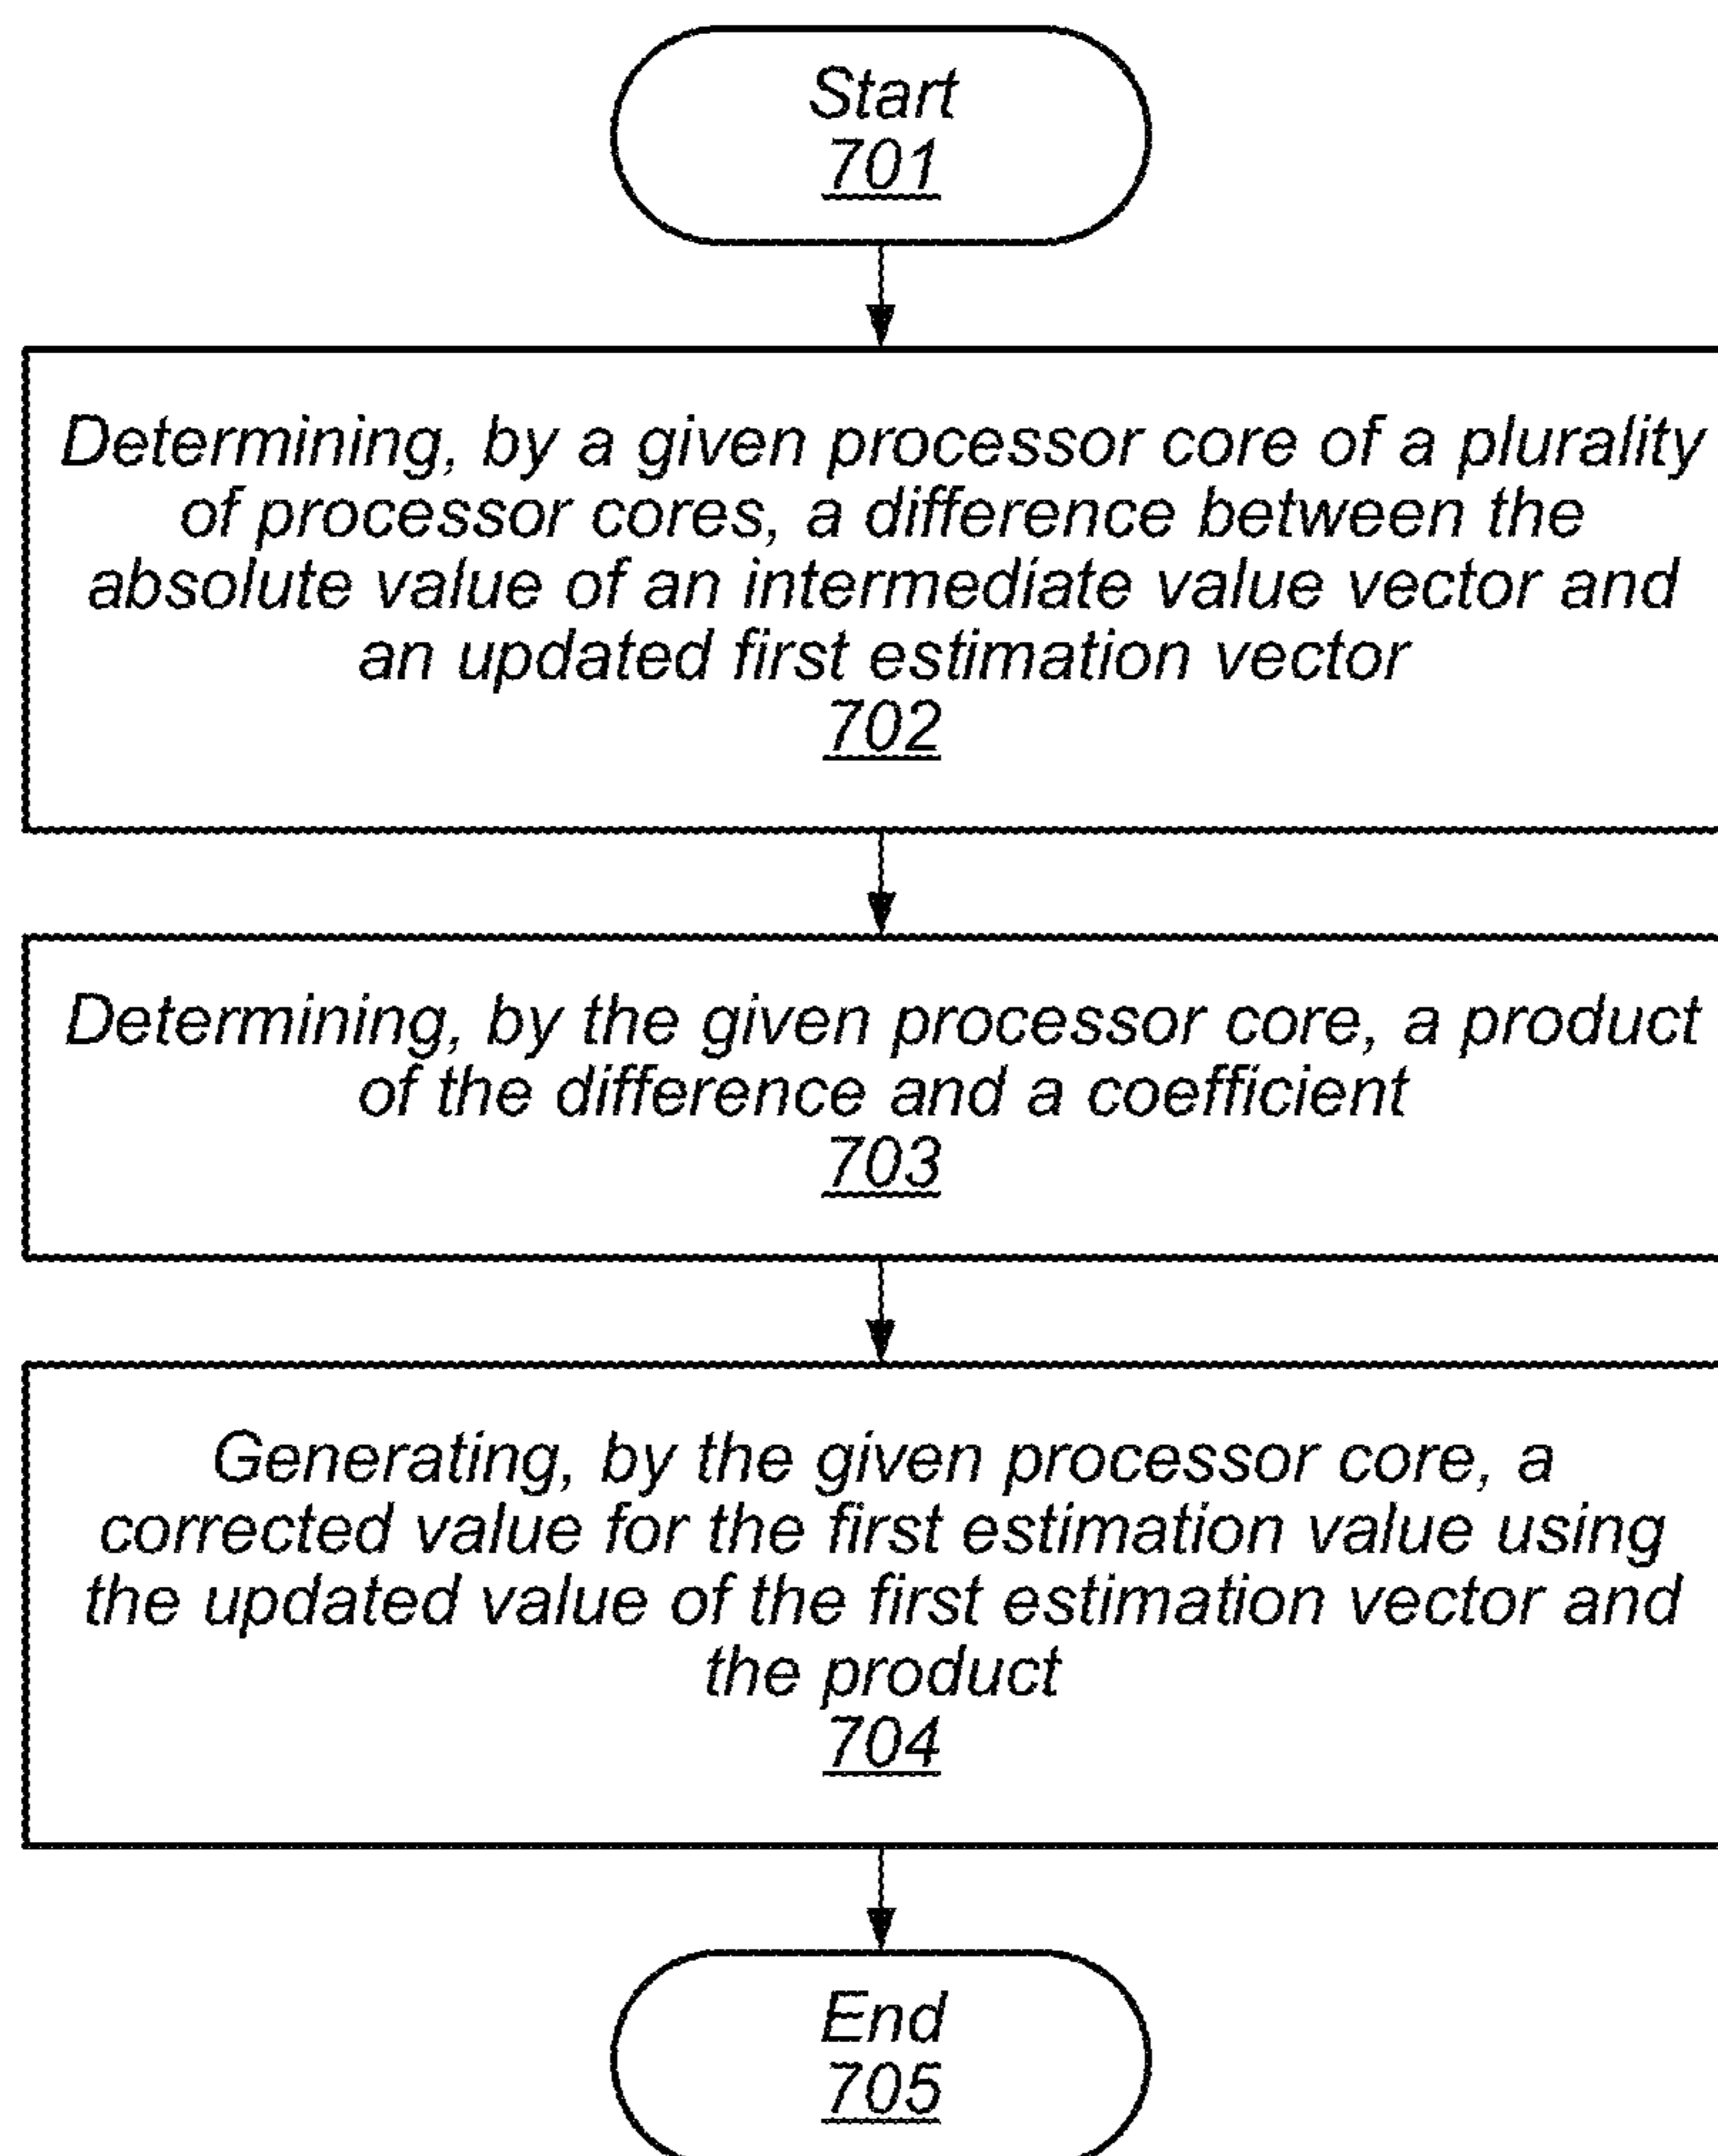 Start
701
Determining, by a given processor core of a plurality
of processor cores, a difference between the
absolute value of an intermediate value vector and
an updated first estimation vector
702
Determining, by the given processor core, a product
of the difference and a coefficient
703
Generating, by the given processor core, a
corrected value for the first estimation value using
the updated value of the first estimation vector and
the product
704
End
705